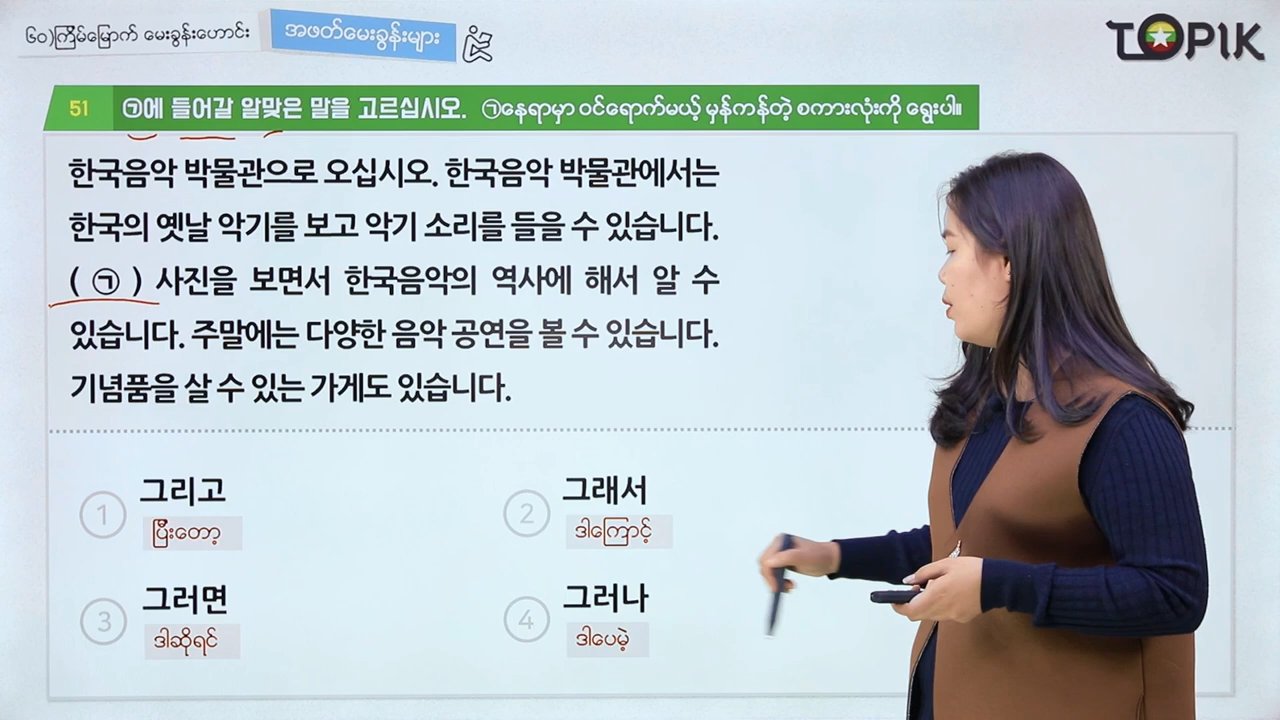 ၆၀)ကြိမ်မြောက် မေးခွန်းဟောင်း
အဖတ်မေးခွန်းများ
TOPIK
51 ㉠에 들어갈 알맞은 말을 고르십시오. ㉠နေရာမှာ ဝင်ရောက်မယ့် မှန်ကန်တဲ့ စကားလုံးကို ရွေးပါ။
한국음악 박물관으로 오십시오. 한국음악 박물관에서는
한국의 옛날 악기를 보고 악기 소리를 들을 수 있습니다.
( ㉠ ) 사진을 보면서 한국음악의 역사에 해서 알 수
있습니다. 주말에는 다양한 음악 공연을 볼 수 있습니다.
기념품을 살 수 있는 가게도 있습니다.
1 그리고
ပြီးတော့
2 그래서
ဒါကြောင့်
3 그러면
ဒါဆိုရင်
4 그러나
ဒါပေမဲ့